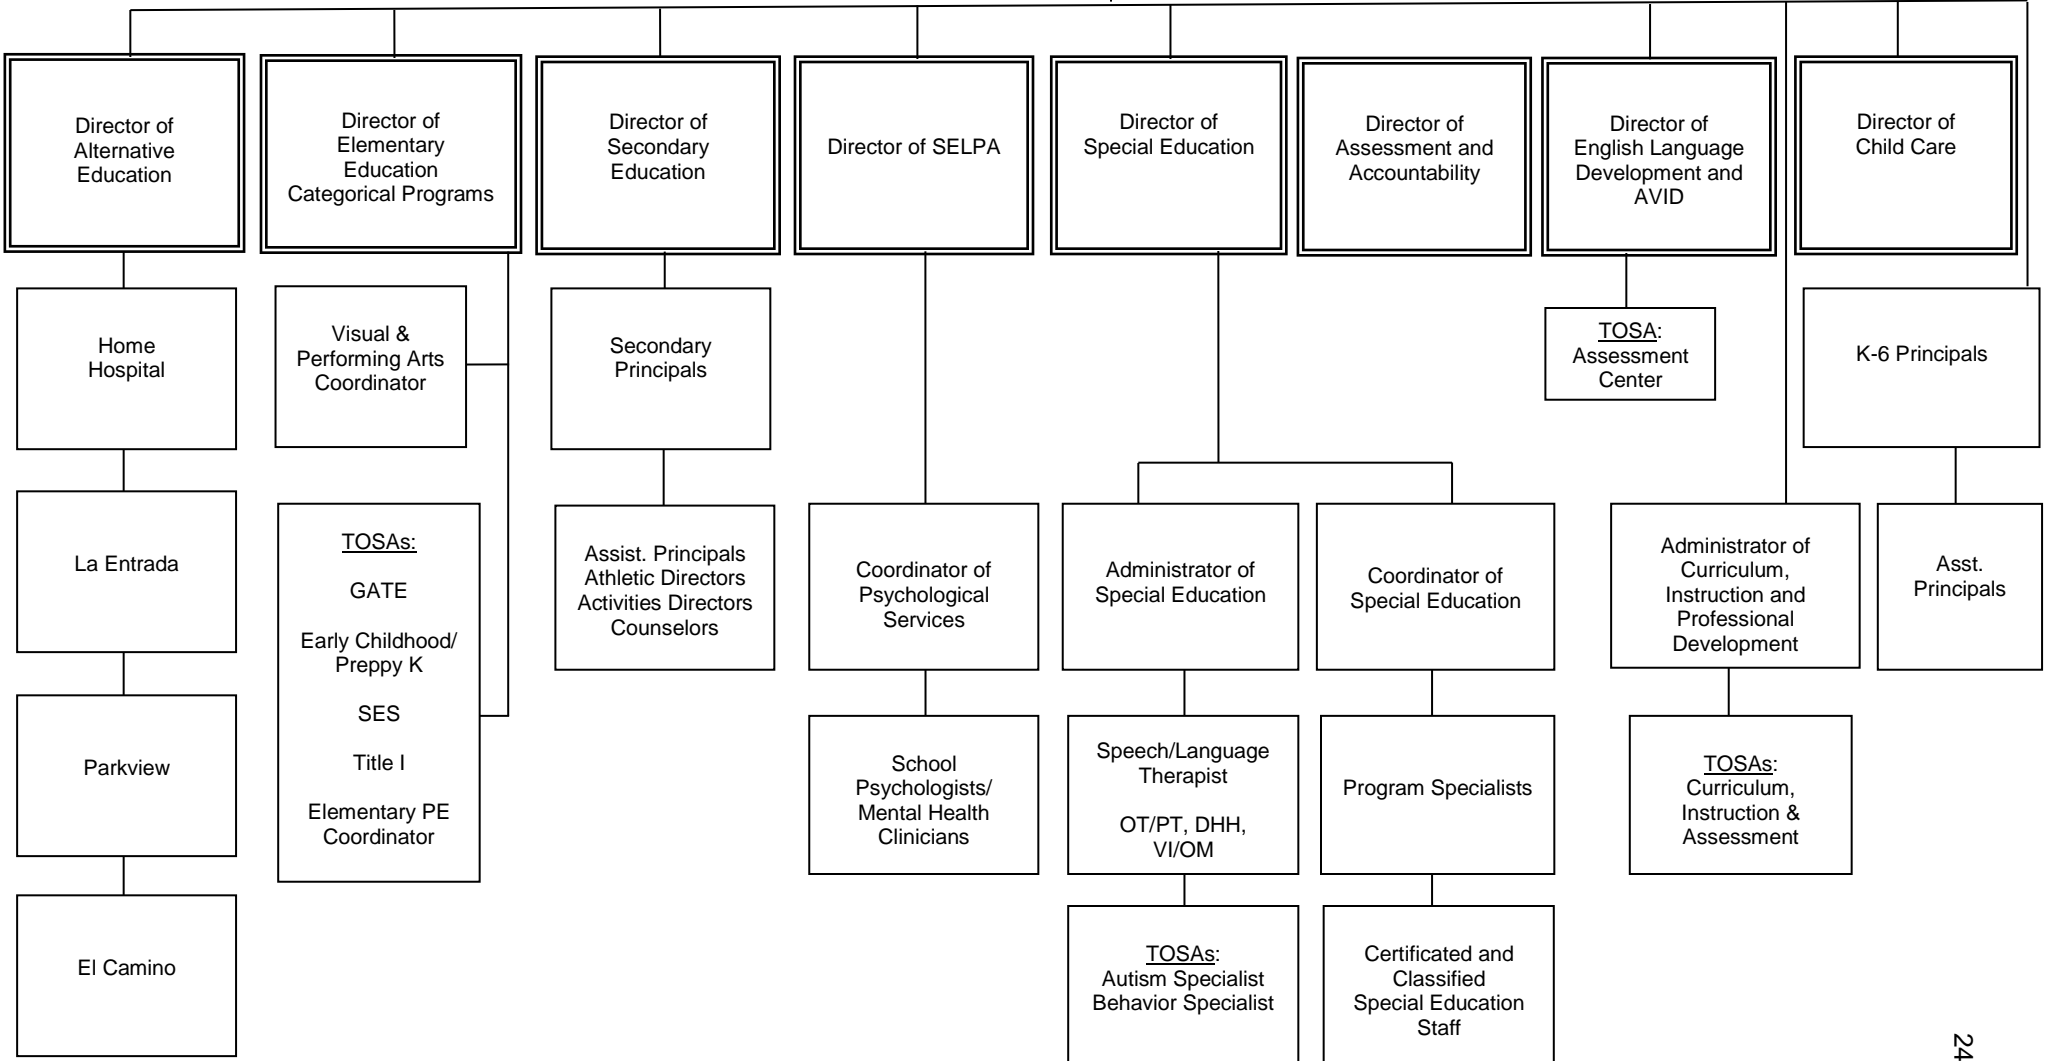 Director of
Alternative
Education
Director of
Elementary
Education
Categorical Programs
Director of
Secondary
Education
Director of SELPA
Director of
Special Education
Director of
Assessment and
Accountability
Director of
English Language
Development and
AVID
Director of
Child Care
Home
Hospital
Visual &
Performing Arts
Coordinator
Secondary
Principals
TOSA:
Assessment
Center
K-6 Principals
La Entrada
TOSAs:
GATE
Early Childhood/
Preppy K
SES
Title I
Elementary PE
Coordinator
Assist. Principals
Athletic Directors
Activities Directors
Counselors
Coordinator of
Psychological
Services
Administrator of
Special Education
Coordinator of
Special Education
Administrator of
Curriculum,
Instruction and
Professional
Development
Asst.
Principals
Parkview
School
Psychologists/
Mental Health
Clinicians
Speech/Language
Therapist
OT/PT, DHH,
VI/OM
Program Specialists
TOSAs:
Curriculum,
Instruction &
Assessment
El Camino
TOSAs:
Autism Specialist
Behavior Specialist
Certificated and
Classified
Special Education
Staff
24